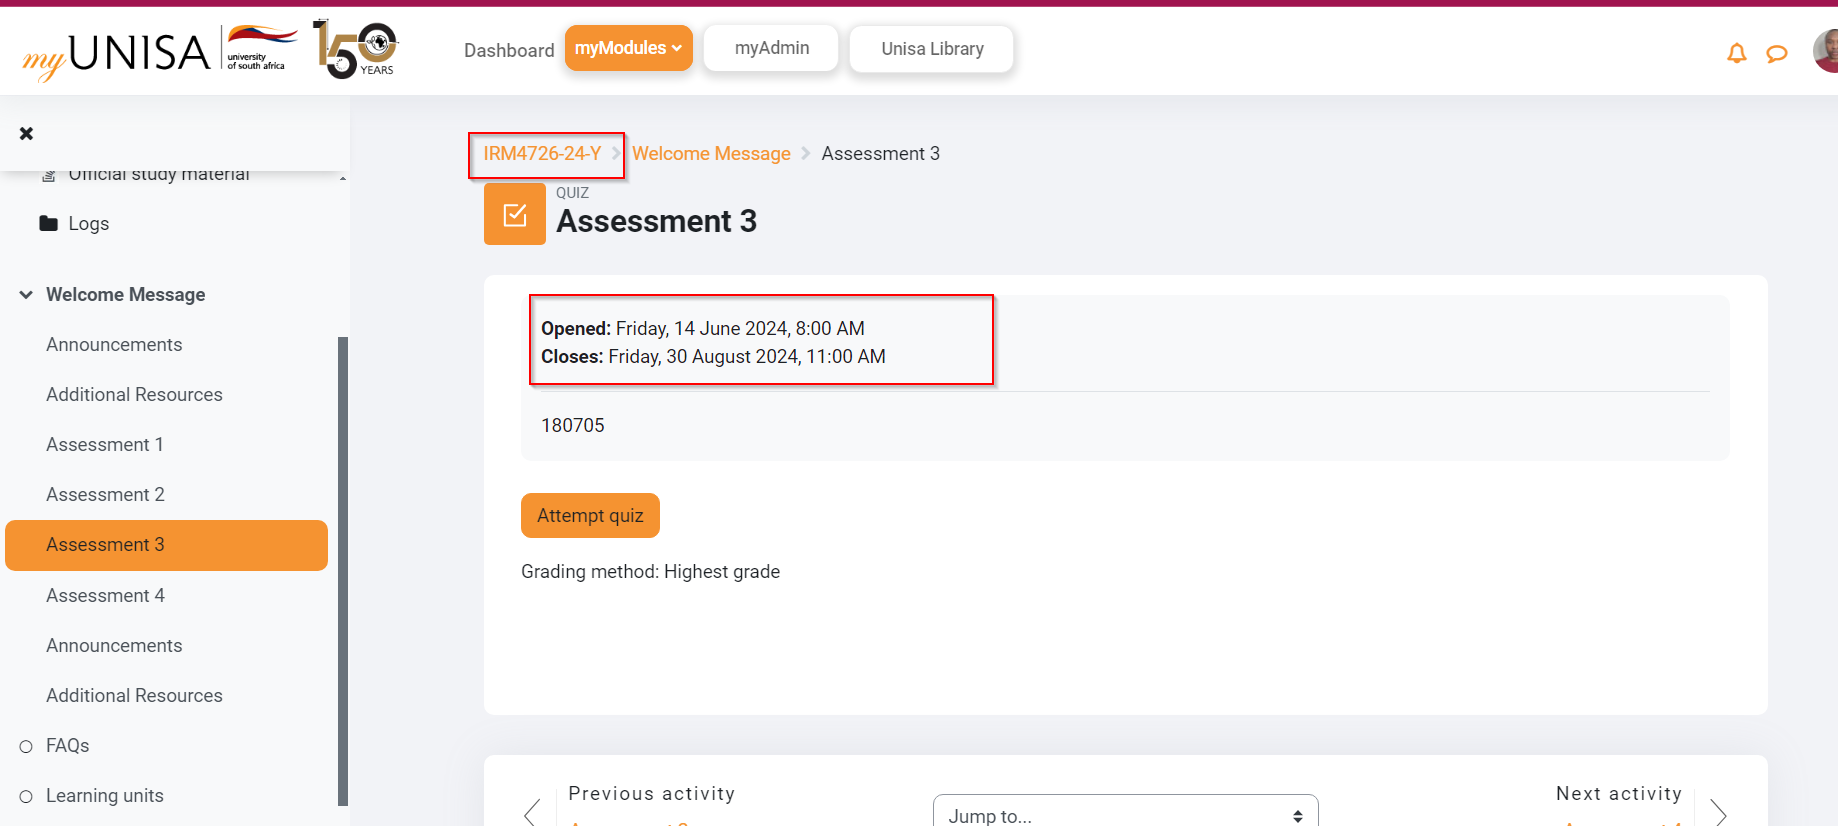 myUNISA
university
of south africa
150
YEARS
Dashboard
myModules
myAdmin
Unisa Library
Official study material
Logs
Welcome Message
Announcements
Additional Resources
Assessment 1
Assessment 2
Assessment 3
Assessment 4
Announcements
Additional Resources
FAQs
Learning units
IRM4726-24-Y > Welcome Message > Assessment 3
QUIZ
Assessment 3
Opened: Friday, 14 June 2024, 8:00 AM
Closes: Friday, 30 August 2024, 11:00 AM
180705
Attempt quiz
Grading method: Highest grade
Previous activity
Jump to...
Next activity